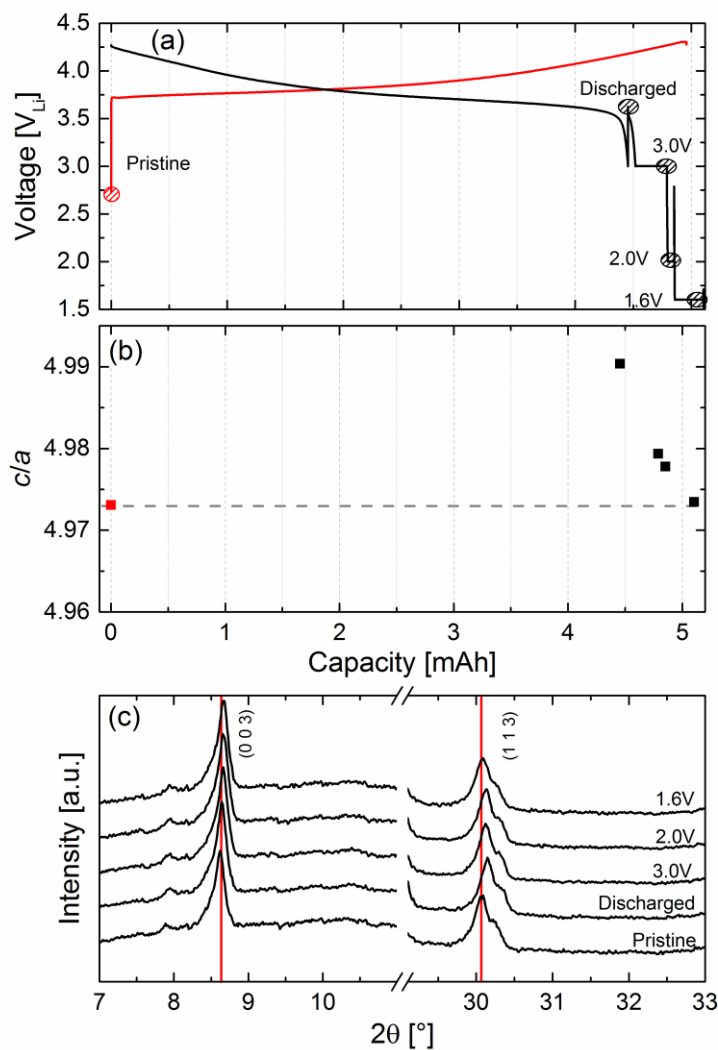 (a)
4.5
4.0
3.5
3.0
2.5
2.0
1.5
Voltage [V_Li]
Pristine
Discharged
3.0V
2.0V
1.6V
(b)
4.99
4.98
4.97
4.96
c/a
0 1 2 3 4 5
Capacity [mAh]
(c)
(0 0 3)
(1 1 3)
1.6V
2.0V
3.0V
Discharged
Pristine
Intensity [a.u.]
7 8 9 10 30 31 32 33
2θ [°]